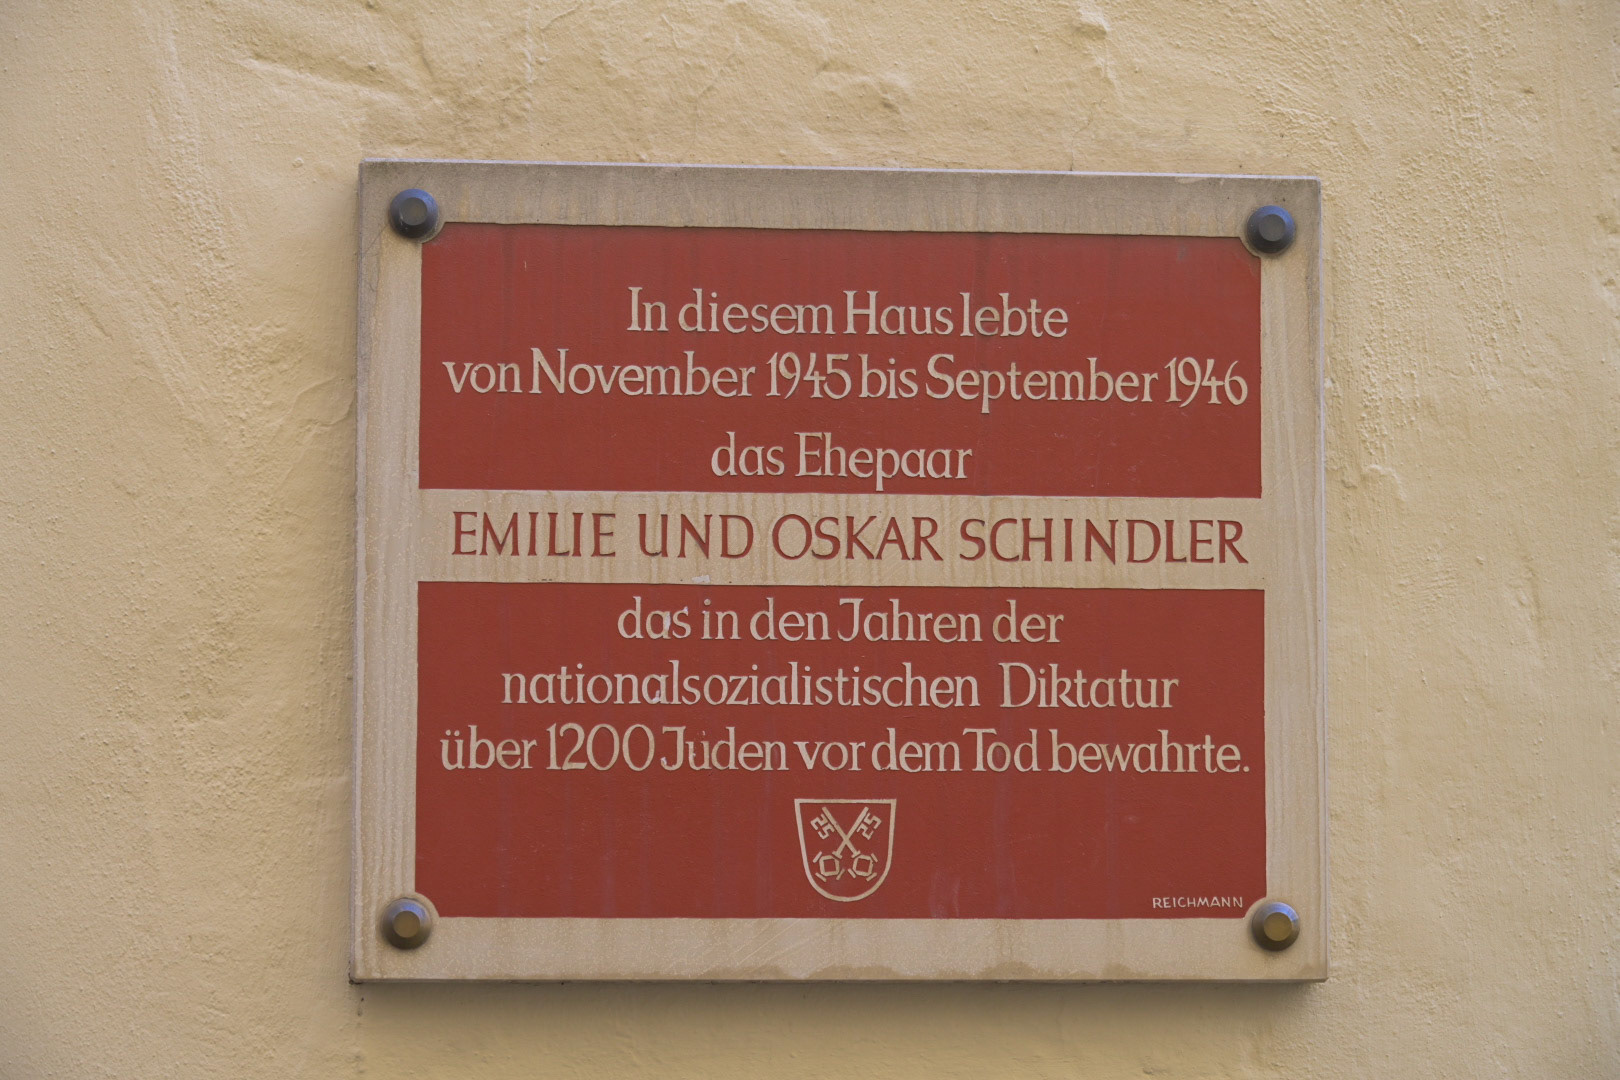 In diesem Haus lebte
von November 1945 bis September 1946
das Ehepaar
EMILIE UND OSKAR SCHINDLER
das in den Jahren der
nationalsozialistischen Diktatur
über 1200 Juden vor dem Tod bewahrte.
REICHMANN